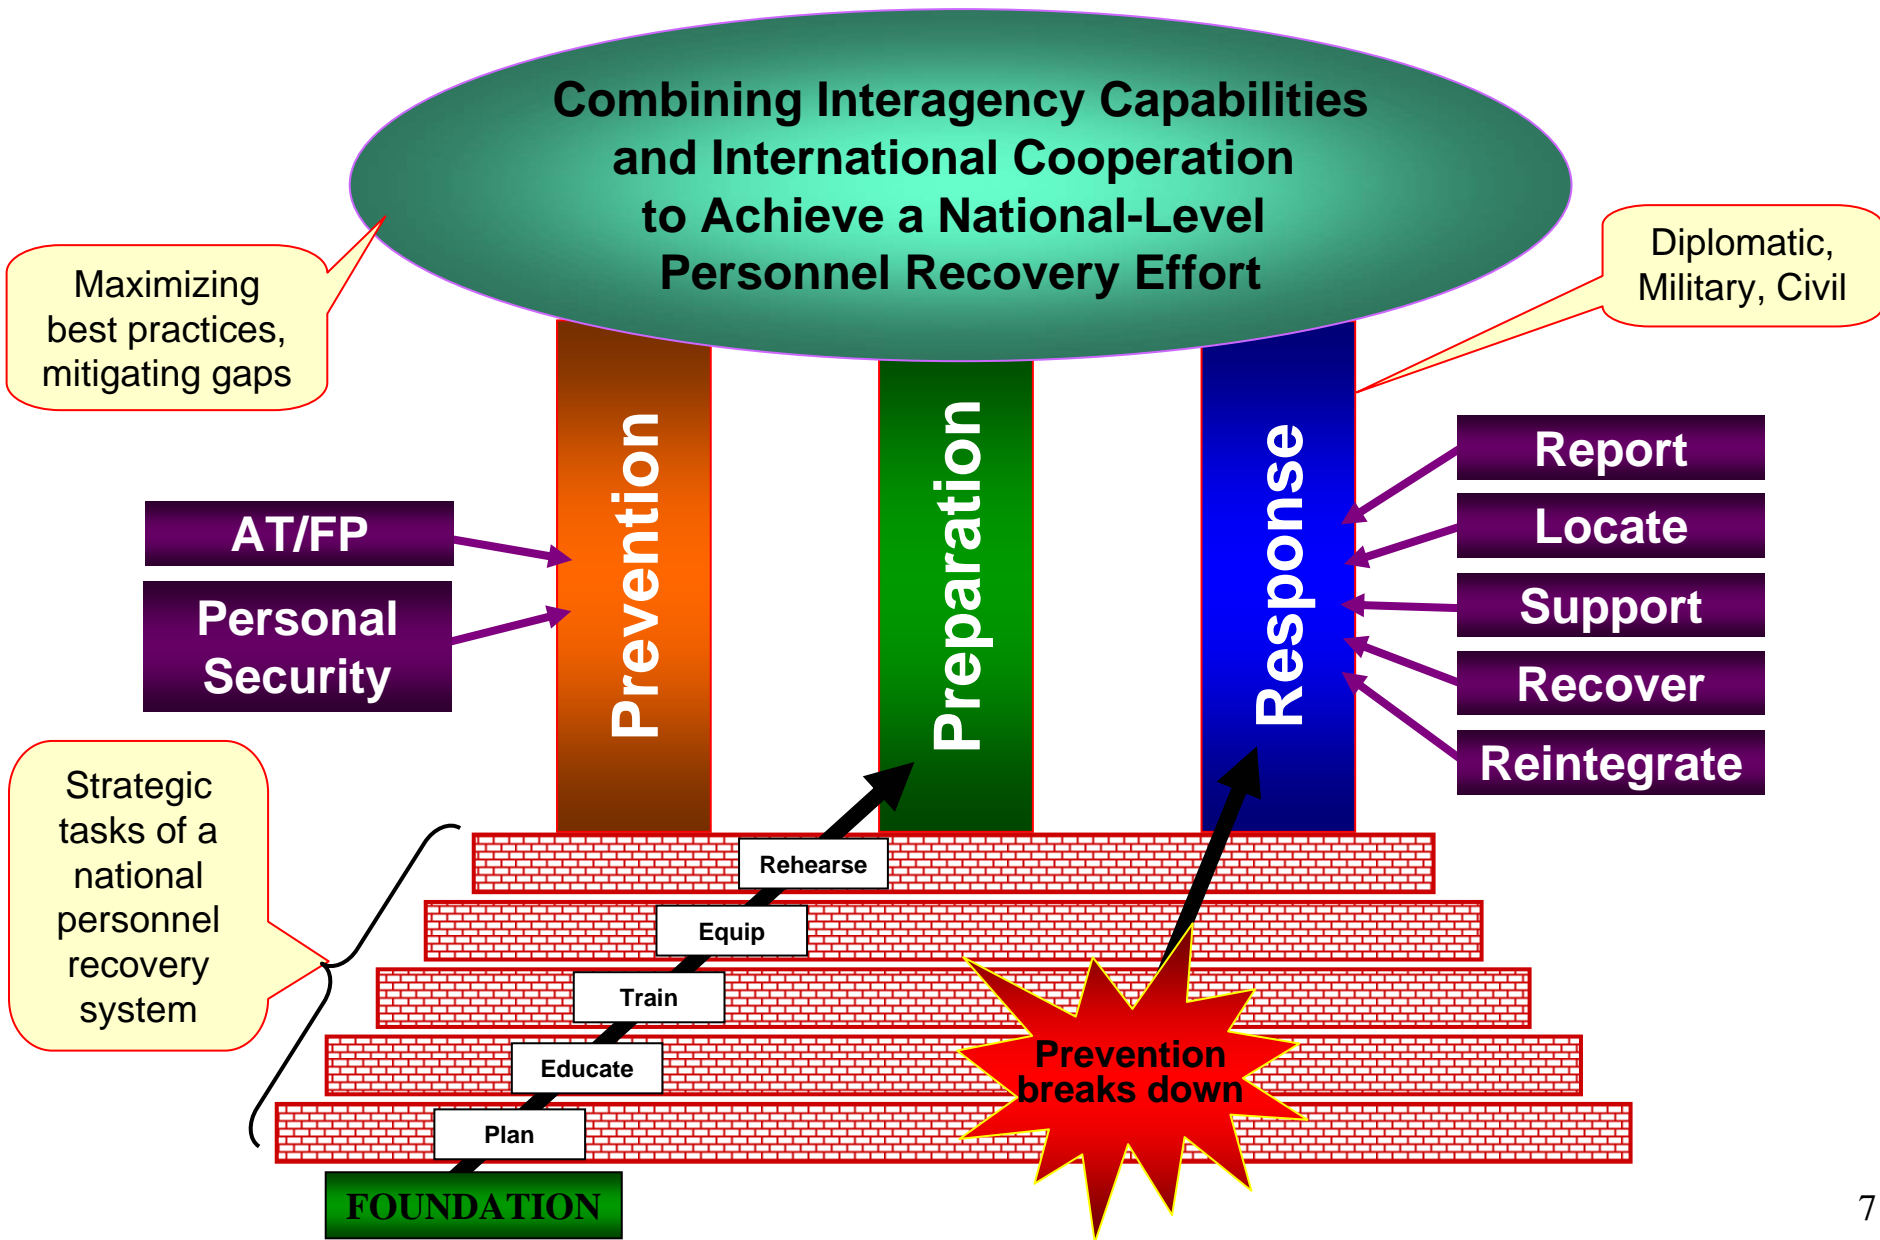 Combining Interagency Capabilities
and International Cooperation
to Achieve a National-Level
Personnel Recovery Effort
Maximizing
best practices,
mitigating gaps
Diplomatic,
Military, Civil
Prevention
Preparation
Response
AT/FP
Personal
Security
Report
Locate
Support
Recover
Reintegrate
Strategic
tasks of a
national
personnel
recovery
system
Rehearse
Equip
Train
Educate
Plan
Prevention
breaks down
FOUNDATION
7